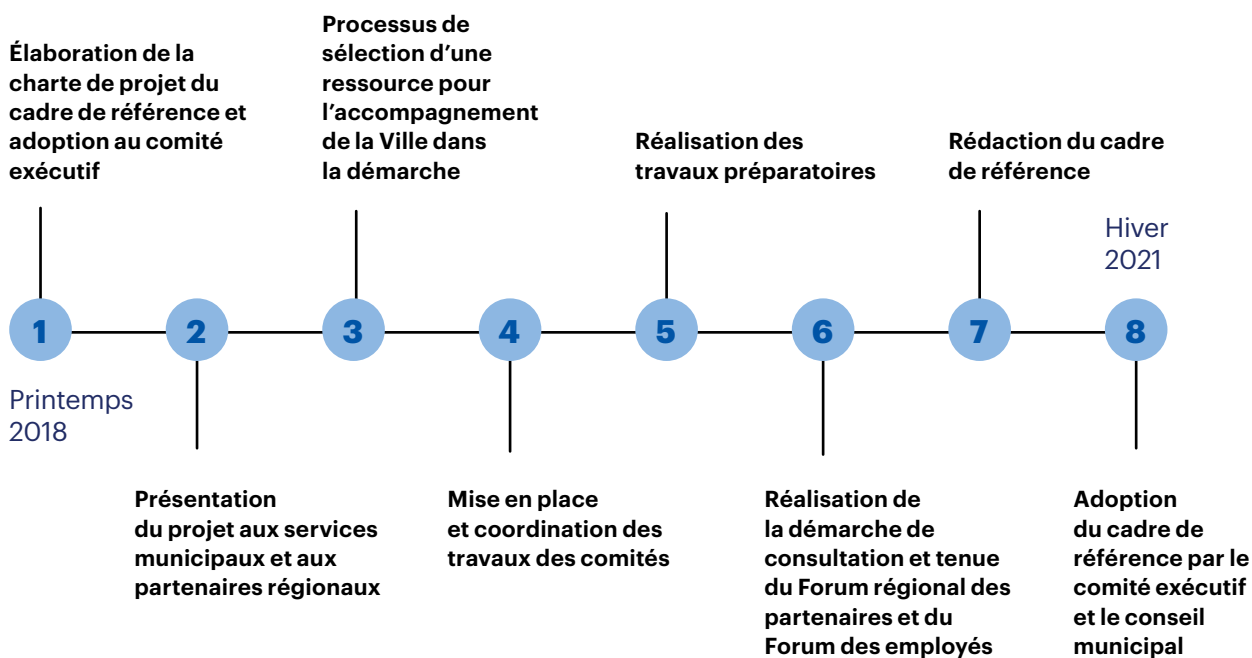 Élaboration de la
charte de projet du
cadre de référence et
adoption au comité
exécutif
Processus de
sélection d’une
ressource pour
l’accompagnement
de la Ville dans
la démarche
Réalisation des
travaux préparatoires
Rédaction du cadre
de référence
Hiver
2021
1
2
3
4
5
6
7
8
Printemps
2018
Présentation
du projet aux services
municipaux et aux
partenaires régionaux
Mise en place
et coordination des
travaux des comités
Réalisation de
la démarche de
consultation et tenue
du Forum régional des
partenaires et du
Forum des employés
Adoption
du cadre de
référence par le
comité exécutif
et le conseil
municipal